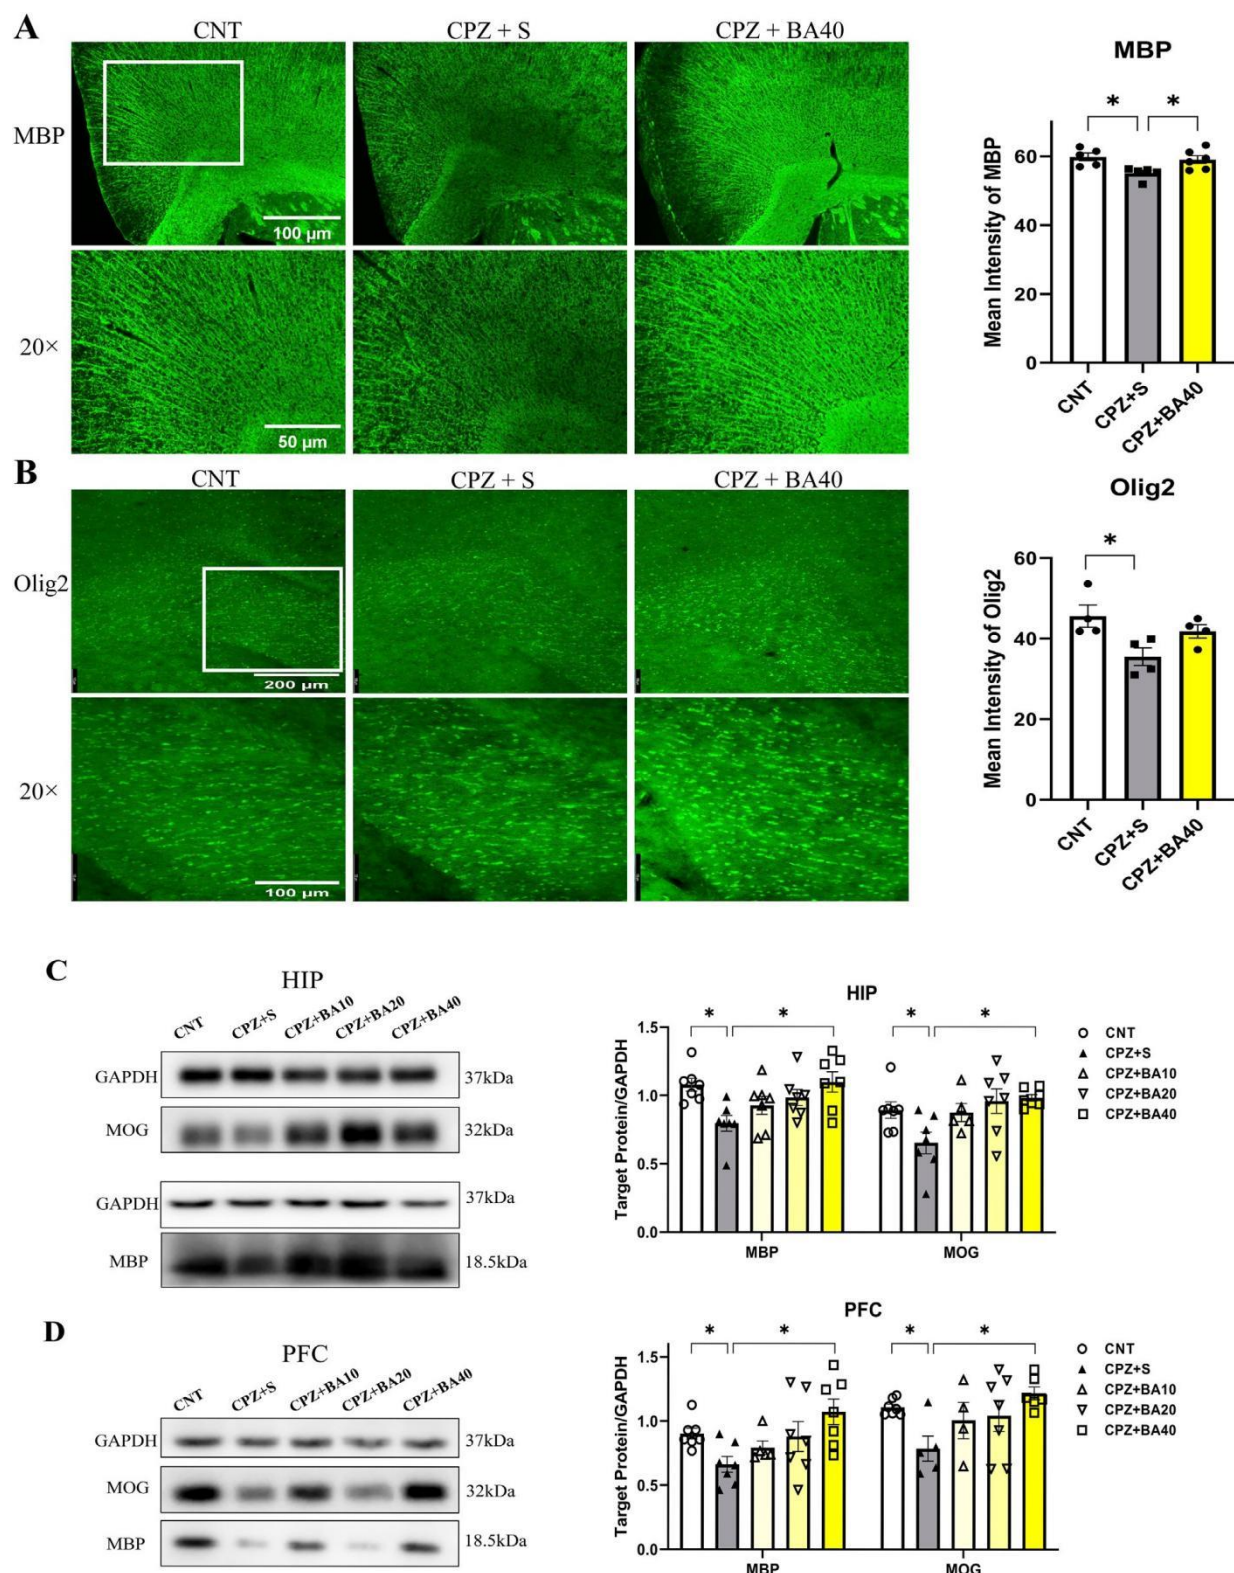 A
CNT
CPZ + S
CPZ + BA40
MBP
100 µm
20×
50 µm
MBP
* *
Mean Intensity of MBP
60
40
20
0
CNT
CPZ+S
CPZ+BA40
B
CNT
CPZ + S
CPZ + BA40
Olig2
200 µm
20×
100 µm
Olig2
*
Mean Intensity of Olig2
60
40
20
0
CNT
CPZ+S
CPZ+BA40
C
HIP
CNT
CPZ+S
CPZ+BA10
CPZ+BA20
CPZ+BA40
GAPDH 37kDa
MOG 32kDa
GAPDH 37kDa
MBP 18.5kDa
HIP
* * * *
Target Protein/GAPDH
1.5
1.0
0.5
0.0
MBP
MOG
CNT
CPZ+S
CPZ+BA10
CPZ+BA20
CPZ+BA40
D
PFC
CNT
CPZ+S
CPZ+BA10
CPZ+BA20
CPZ+BA40
GAPDH 37kDa
MOG 32kDa
MBP 18.5kDa
PFC
* * * *
Target Protein/GAPDH
1.5
1.0
0.5
0.0
MBP
MOG
CNT
CPZ+S
CPZ+BA10
CPZ+BA20
CPZ+BA40